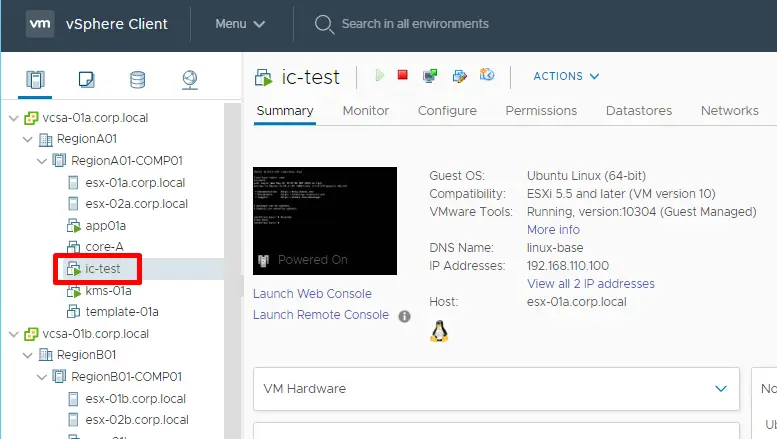 vm vSphere Client Menu Search in all environments
ic-test ACTIONS
Summary Monitor Configure Permissions Datastores Networks
vcsa-01a.corp.local
RegionA01
RegionA01-COMP01
esx-01a.corp.local
esx-02a.corp.local
app01a
core-A
ic-test
kms-01a
template-01a
vcsa-01b.corp.local
RegionB01
RegionB01-COMP01
esx-01b.corp.local
esx-02b.corp.local
Powered On
Launch Web Console
Launch Remote Console
Guest OS: Ubuntu Linux (64-bit)
Compatibility: ESXi 5.5 and later (VM version 10)
VMware Tools: Running, version:10304 (Guest Managed)
More info
DNS Name: linux-base
IP Addresses: 192.168.110.100
View all 2 IP addresses
Host: esx-01a.corp.local
VM Hardware
No
Ub